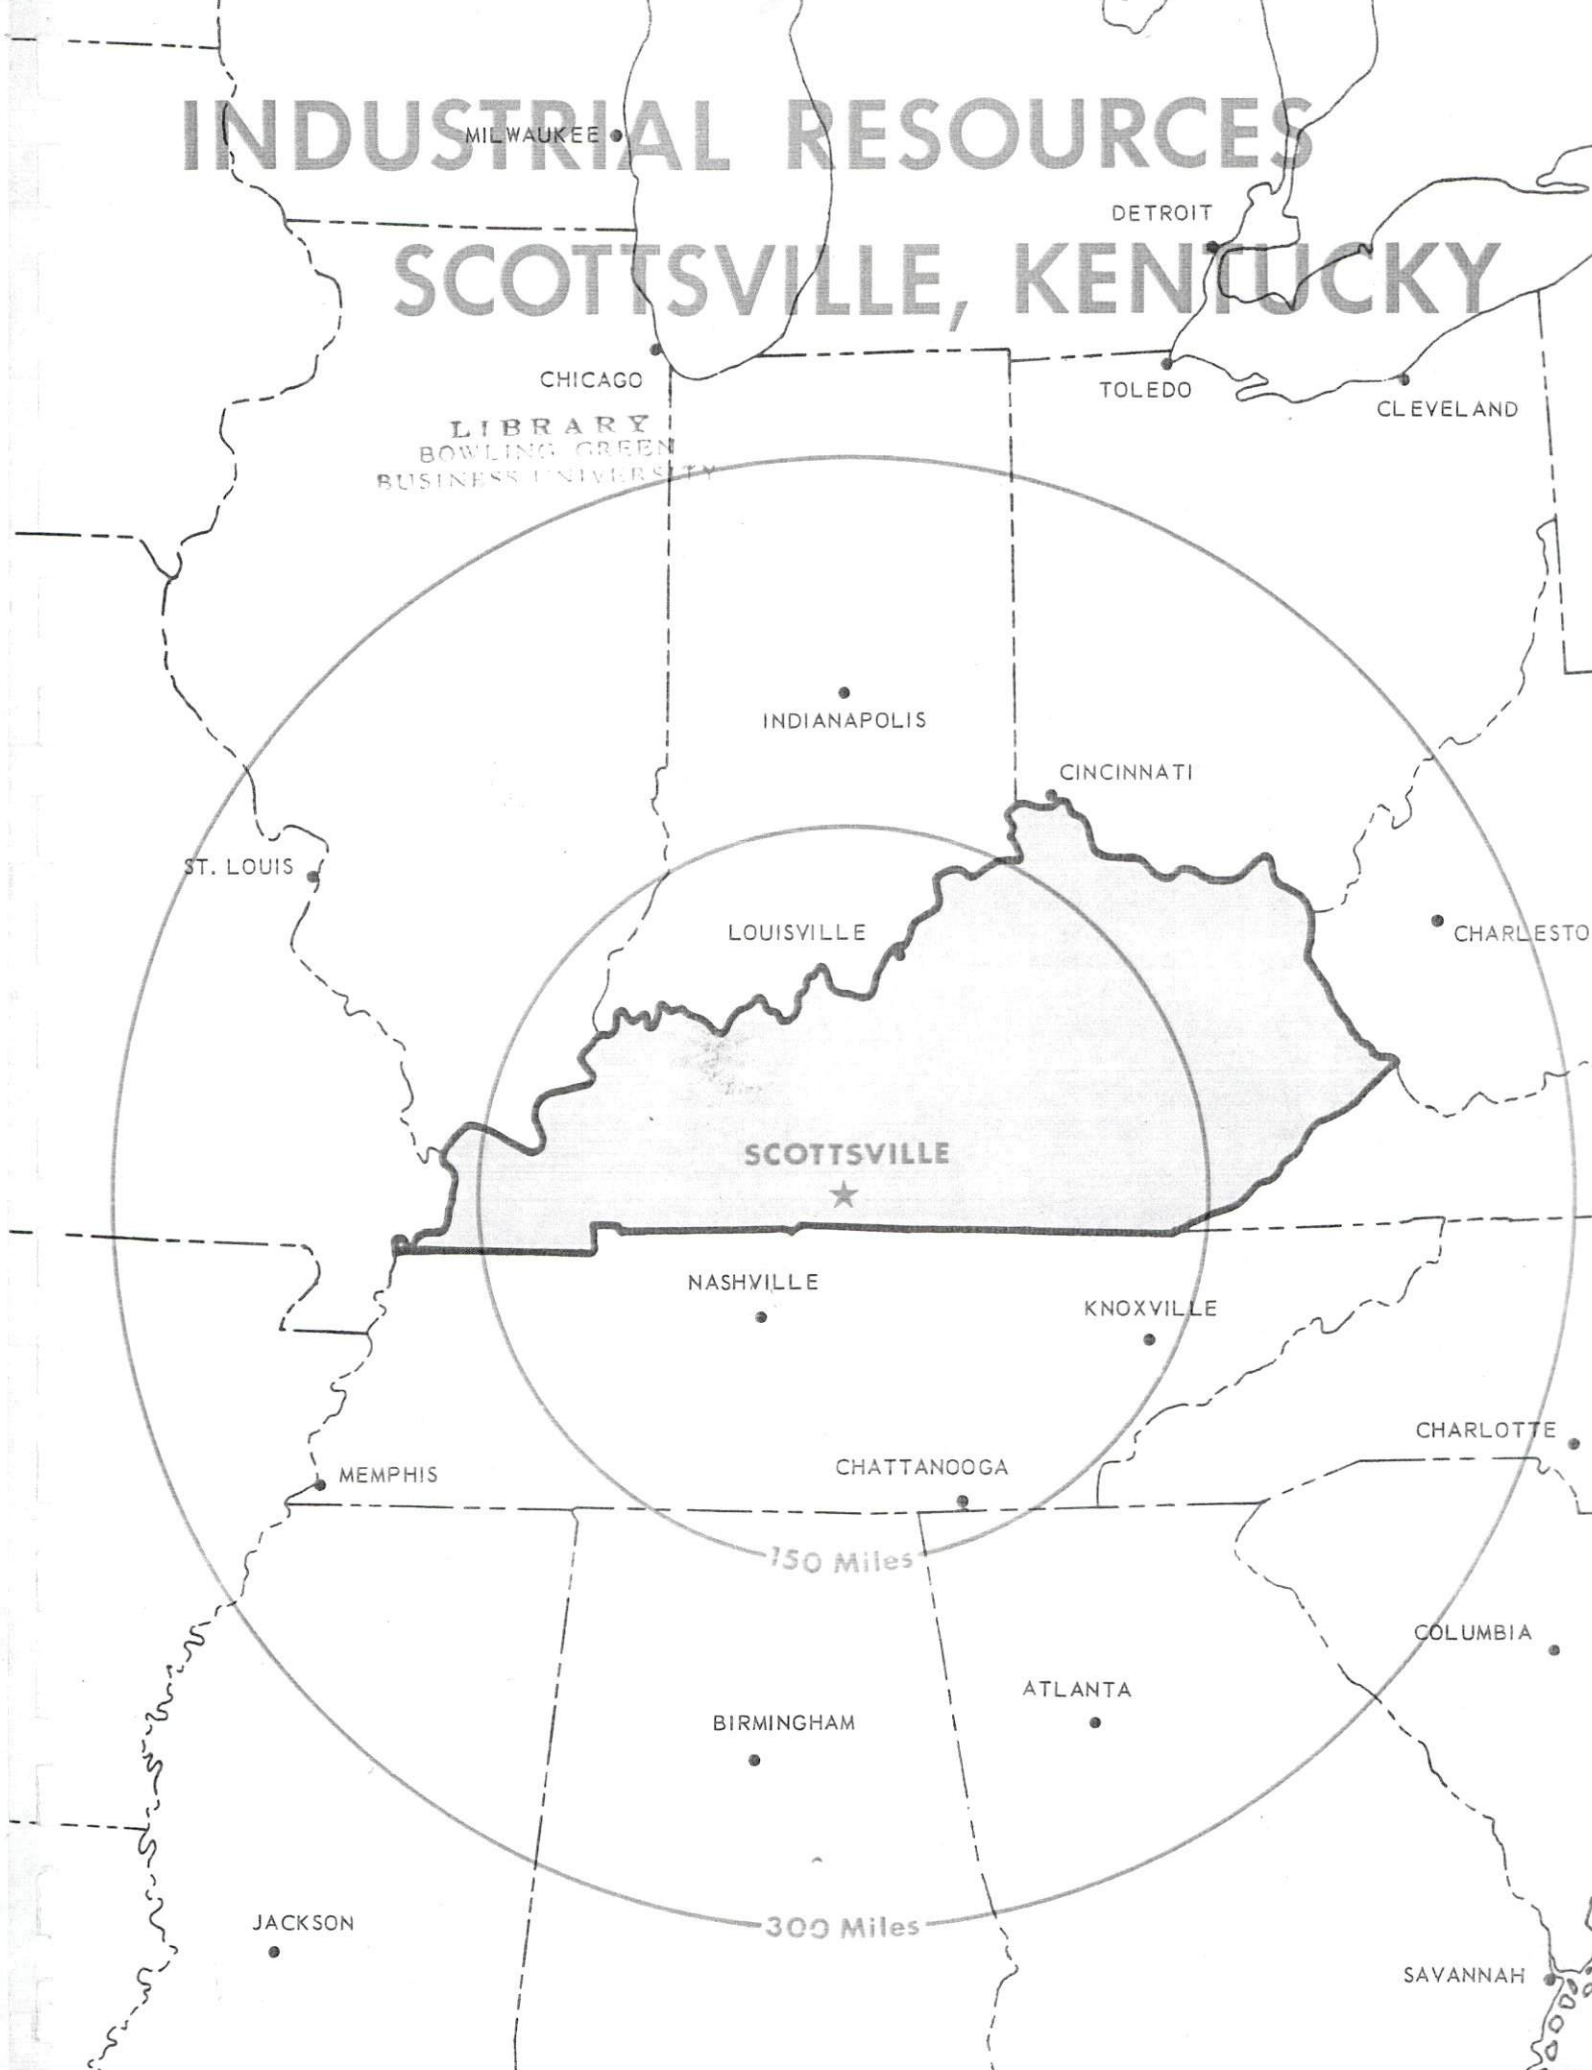 INDUSTRIAL RESOURCES
MILWAUKEE
DETROIT
SCOTTSVILLE, KENTUCKY
CHICAGO
TOLEDO
CLEVELAND
LIBRARY
BOWLING GREEN
BUSINESS UNIVERSITY
INDIANAPOLIS
CINCINNATI
ST. LOUIS
LOUISVILLE
CHARLESTO
SCOTTSVILLE
NASHVILLE
KNOXVILLE
CHARLOTTE
MEMPHIS
CHATTANOOGA
150 Miles
COLUMBIA
ATLANTA
BIRMINGHAM
JACKSON
300 Miles
SAVANNAH